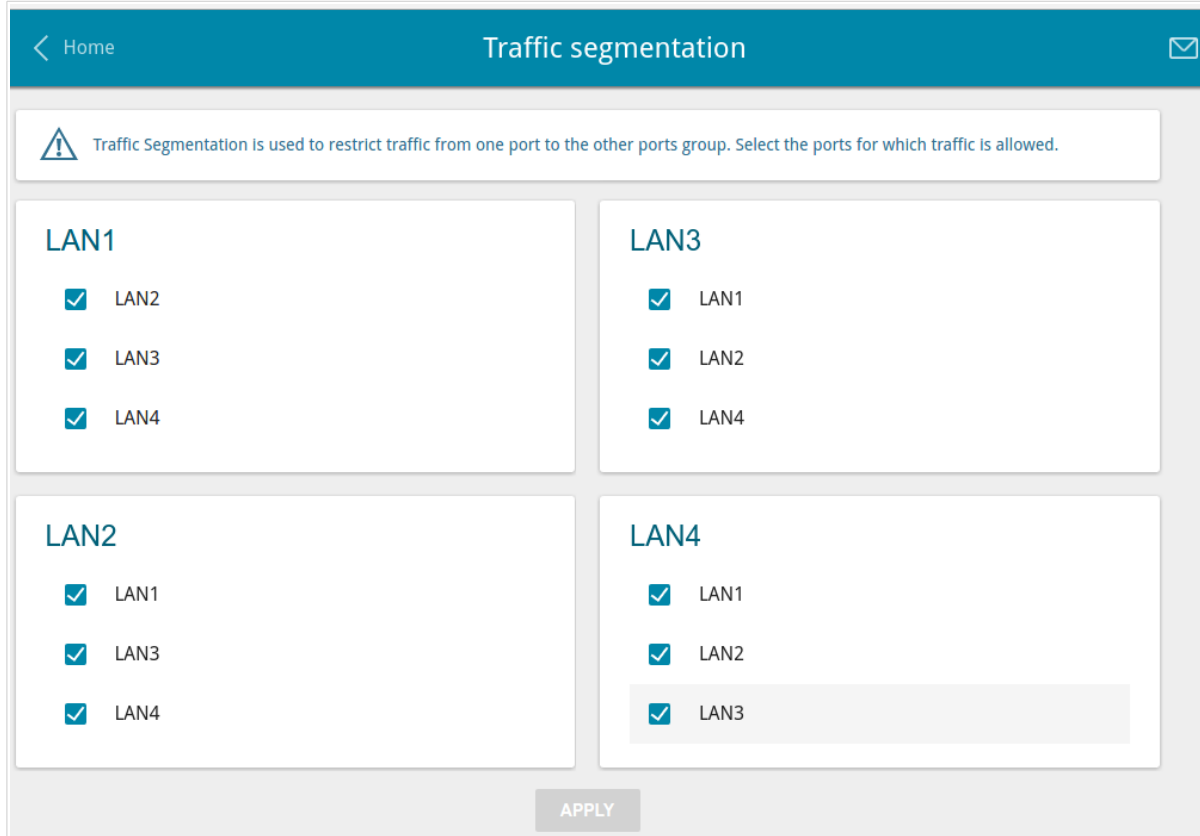 Home
Traffic segmentation
Traffic Segmentation is used to restrict traffic from one port to the other ports group. Select the ports for which traffic is allowed.
LAN1
LAN2
LAN3
LAN4
LAN3
LAN1
LAN2
LAN4
LAN2
LAN1
LAN3
LAN4
LAN4
LAN1
LAN2
LAN3
APPLY